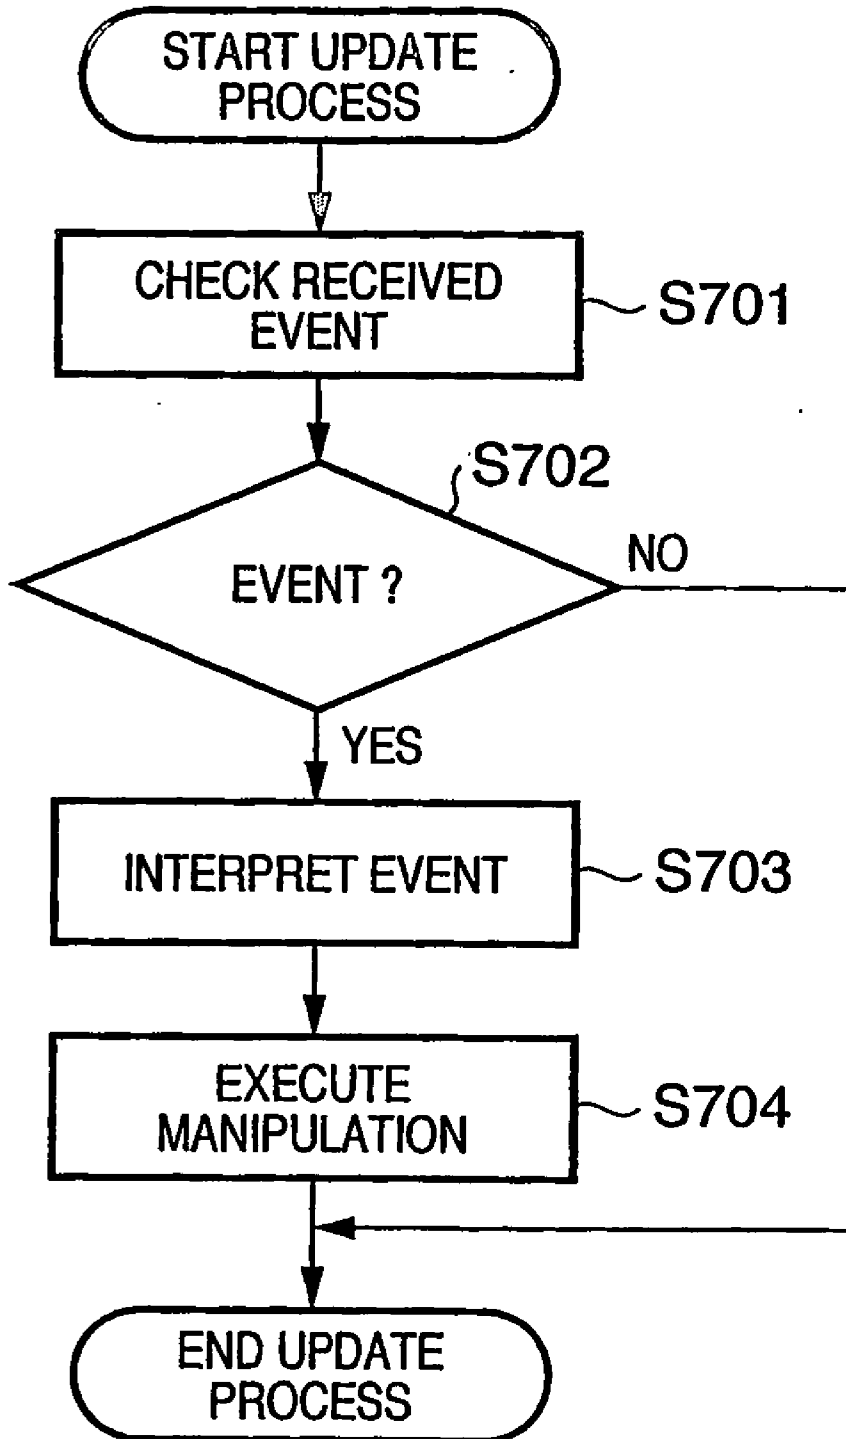 START UPDATE
PROCESS
CHECK RECEIVED
EVENT
S701
S702
EVENT ?
NO
YES
INTERPRET EVENT
S703
EXECUTE
MANIPULATION
S704
END UPDATE
PROCESS